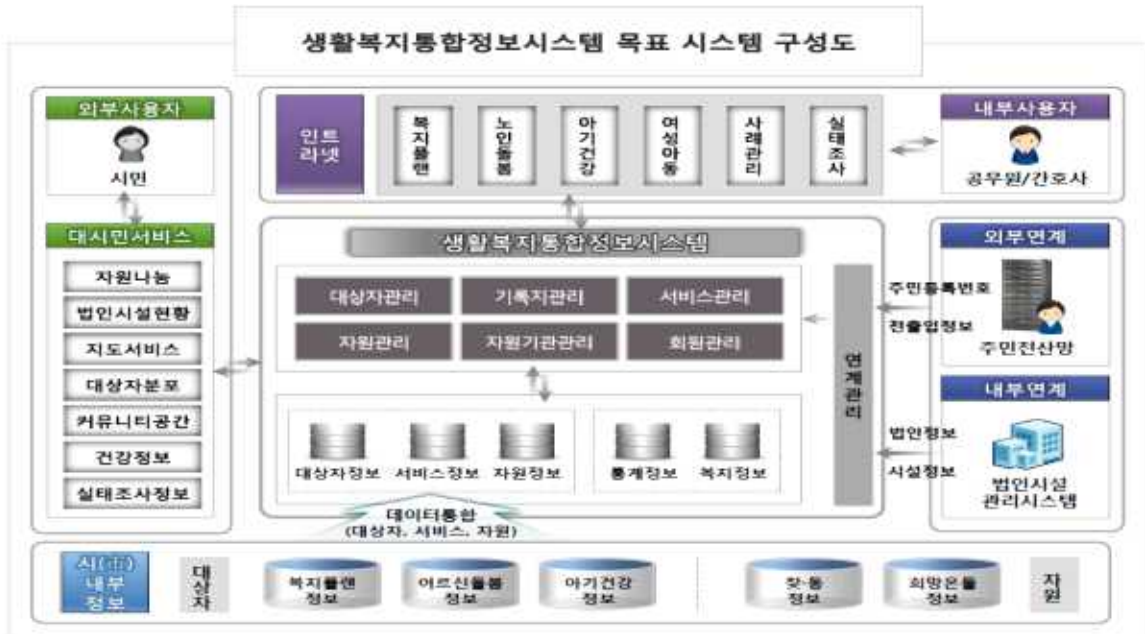 생활복지통합정보시스템 목표 시스템 구성도
외부사용자
시민
대시민서비스
자원나눔
법인시설현황
지도서비스
대상자분포
커뮤니티공간
건강정보
실태조사정보
인트
라넷
복지플랜
노인돌봄
아기건강
여성아동
사례관리
실태조사
내부사용자
공무원/간호사
생활복지통합정보시스템
대상자관리
기록지관리
서비스관리
자원관리
자원기관관리
회원관리
대상자정보
서비스정보
자원정보
통계정보
복지정보
연계관리
외부연계
주민등록번호
전출입정보
주민전산망
내부연계
법인정보
시설정보
법인시설
관리시스템
데이터통합
(대상자, 서비스, 자원)
시(市)
내부
정보
대상자
복지플랜
정보
어르신돌봄
정보
아기건강
정보
찾·동
정보
희망온돌
정보
자원